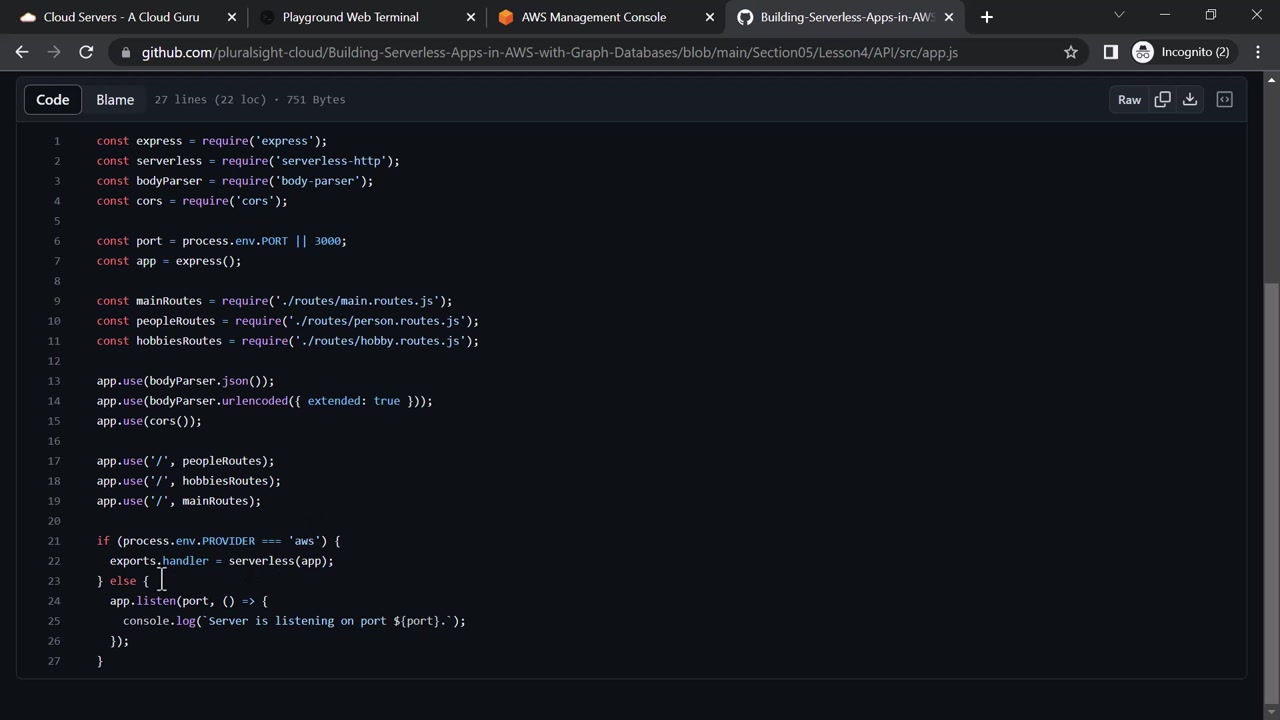 Cloud Servers - A Cloud Guru
Playground Web Terminal
AWS Management Console
Building-Serverless-Apps-in-AWS
github.com/pluralsight-cloud/Building-Serverless-Apps-in-AWS-with-Graph-Databases/blob/main/Section05/Lesson4/API/src/app.js
Incognito (2)
Code Blame 27 lines (22 loc) · 751 Bytes Raw
1 const express = require('express');
2 const serverless = require('serverless-http');
3 const bodyParser = require('body-parser');
4 const cors = require('cors');
5
6 const port = process.env.PORT || 3000;
7 const app = express();
8
9 const mainRoutes = require('./routes/main.routes.js');
10 const peopleRoutes = require('./routes/person.routes.js');
11 const hobbiesRoutes = require('./routes/hobby.routes.js');
12
13 app.use(bodyParser.json());
14 app.use(bodyParser.urlencoded({ extended: true }));
15 app.use(cors());
16
17 app.use('/', peopleRoutes);
18 app.use('/', hobbiesRoutes);
19 app.use('/', mainRoutes);
20
21 if (process.env.PROVIDER === 'aws') {
22 exports.handler = serverless(app);
23 } else {
24 app.listen(port, () => {
25 console.log(`Server is listening on port ${port}.`);
26 });
27 }